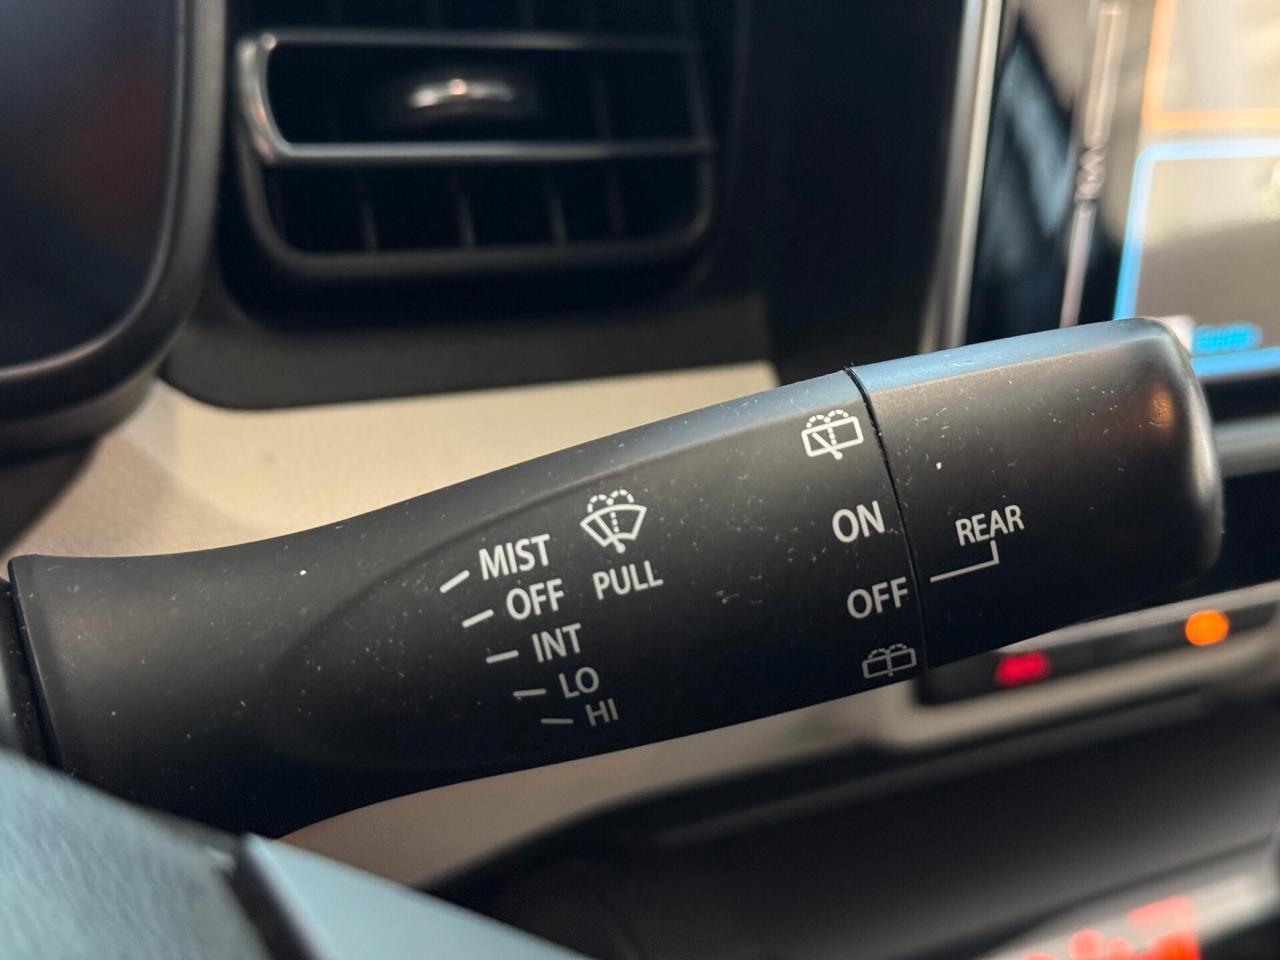 MIST
OFF
INT
LO
HI
PULL
ON
OFF
REAR